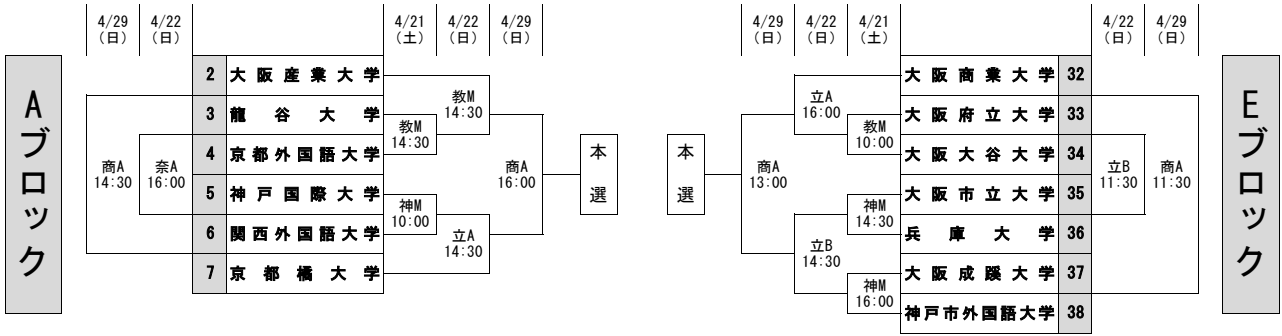 4/29 4/22 4/21 4/22 4/29
(日) (日) (土) (日) (日)
Aブロック
2 大阪産業大学
3 龍谷大学
4 京都外国語大学
5 神戸国際大学
6 関西外国語大学
7 京都橘大学
商A
14:30
奈A
16:00
教M
14:30
神M
10:00
教M
14:30
立A
14:30
商A
16:00
本選
4/29 4/22 4/21 4/22 4/29
(日) (日) (土) (日) (日)
本選
商A
13:00
立A
16:00
立B
14:30
教M
10:00
神M
14:30
神M
16:00
大阪商業大学 32
大阪府立大学 33
大阪大谷大学 34
大阪市立大学 35
兵庫大学 36
大阪成蹊大学 37
神戸市外国語大学 38
立B
11:30
商A
11:30
Eブロック